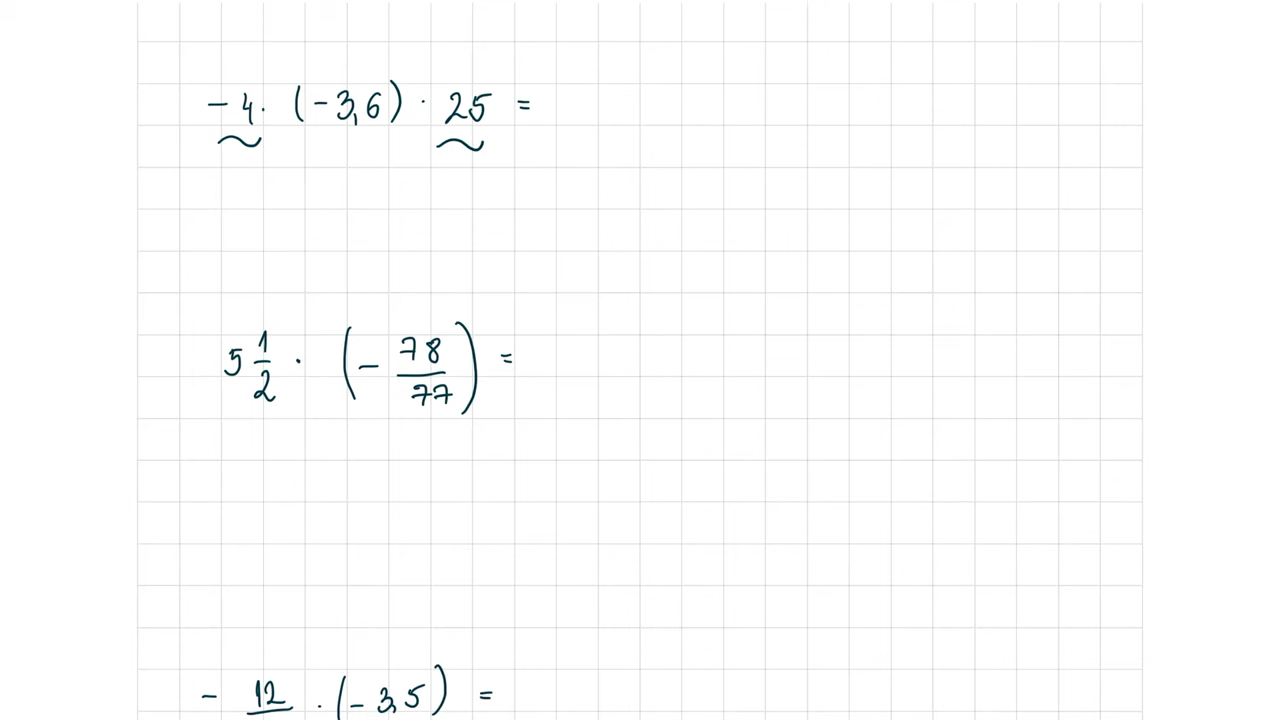 -4 · (-3,6) · 25 =
5 1/2 · (- 78/77) =
- 12 · (-3,5) =